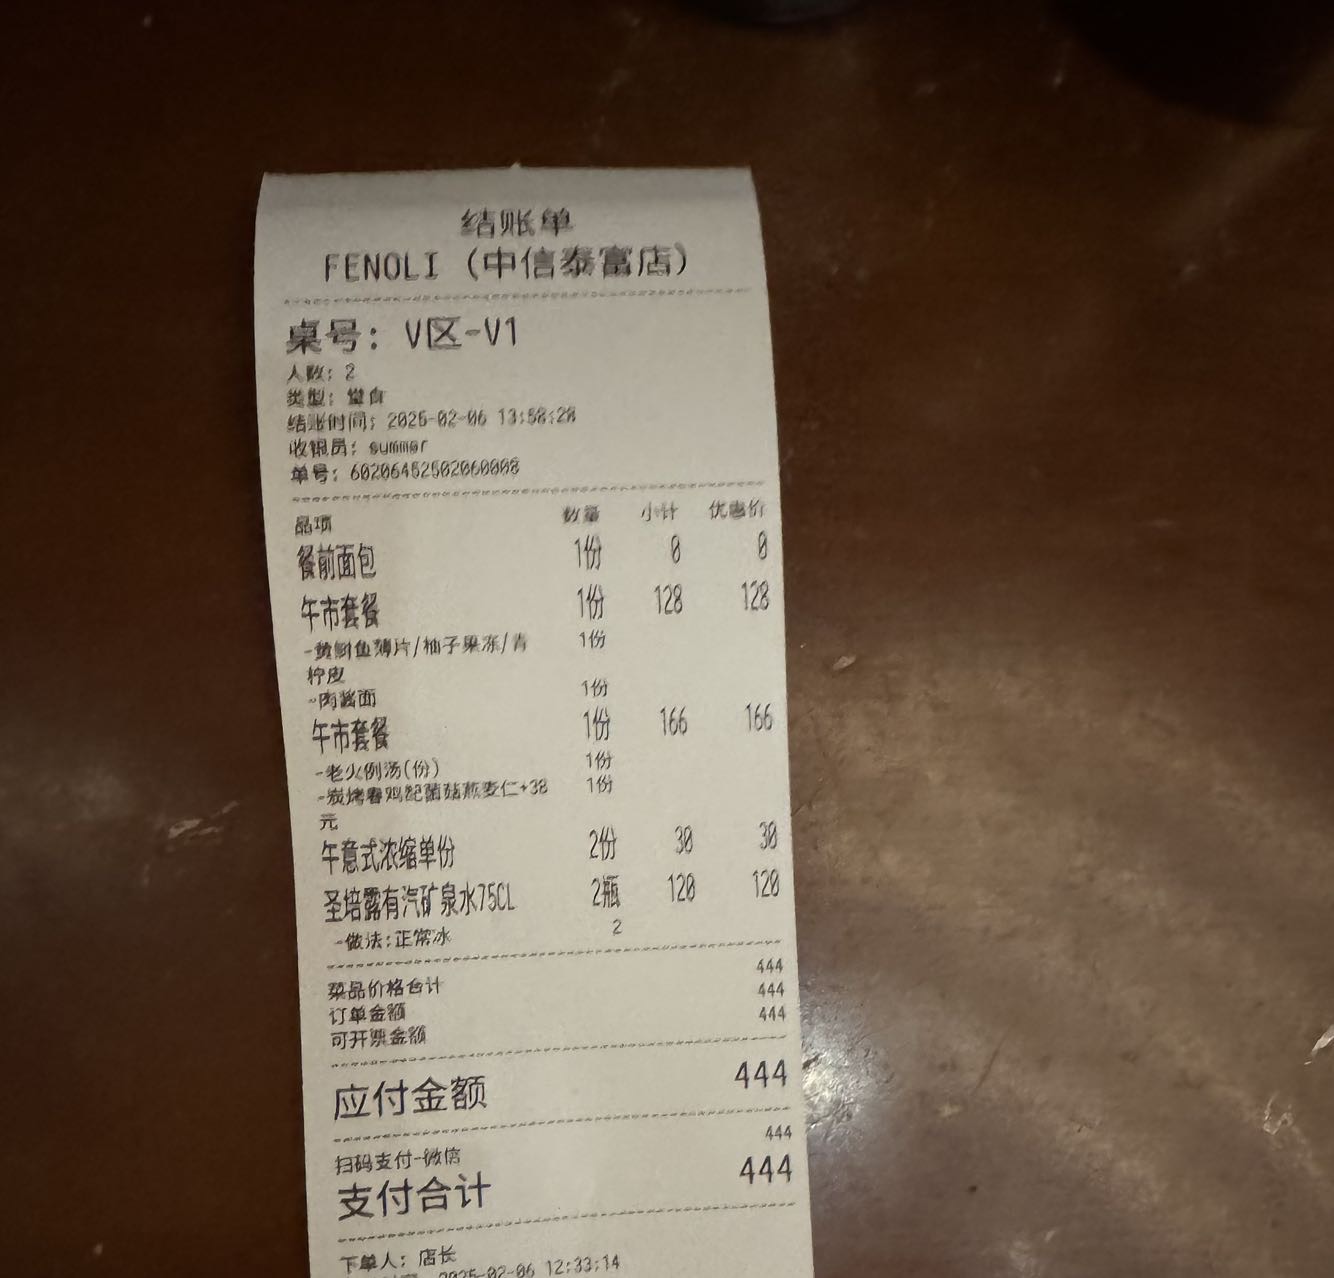 结账单
FENOLI（中信泰富店）
桌号：V区-V1
人数：2
类型：堂食
结账时间：2025-02-06 13:58:28
收银员：summer
单号：60206452502060008
品项 数量 小计 优惠价
餐前面包 1份 0 0
午市套餐 1份 128 128
-黄鲷鱼薄片/柚子果冻/青 1份
柠皮
-肉酱面 1份
午市套餐 1份 166 166
-老火例汤(份) 1份
-炭烤春鸡配菌菇燕麦仁+38 1份
元
午意式浓缩单份 2份 30 30
圣培露有汽矿泉水75CL 2瓶 120 120
-做法:正常冰 2
菜品价格合计 444
订单金额 444
可开票金额 444
应付金额 444
扫码支付-微信 444
支付合计 444
下单人：店长
2025-02-06 12:33:14